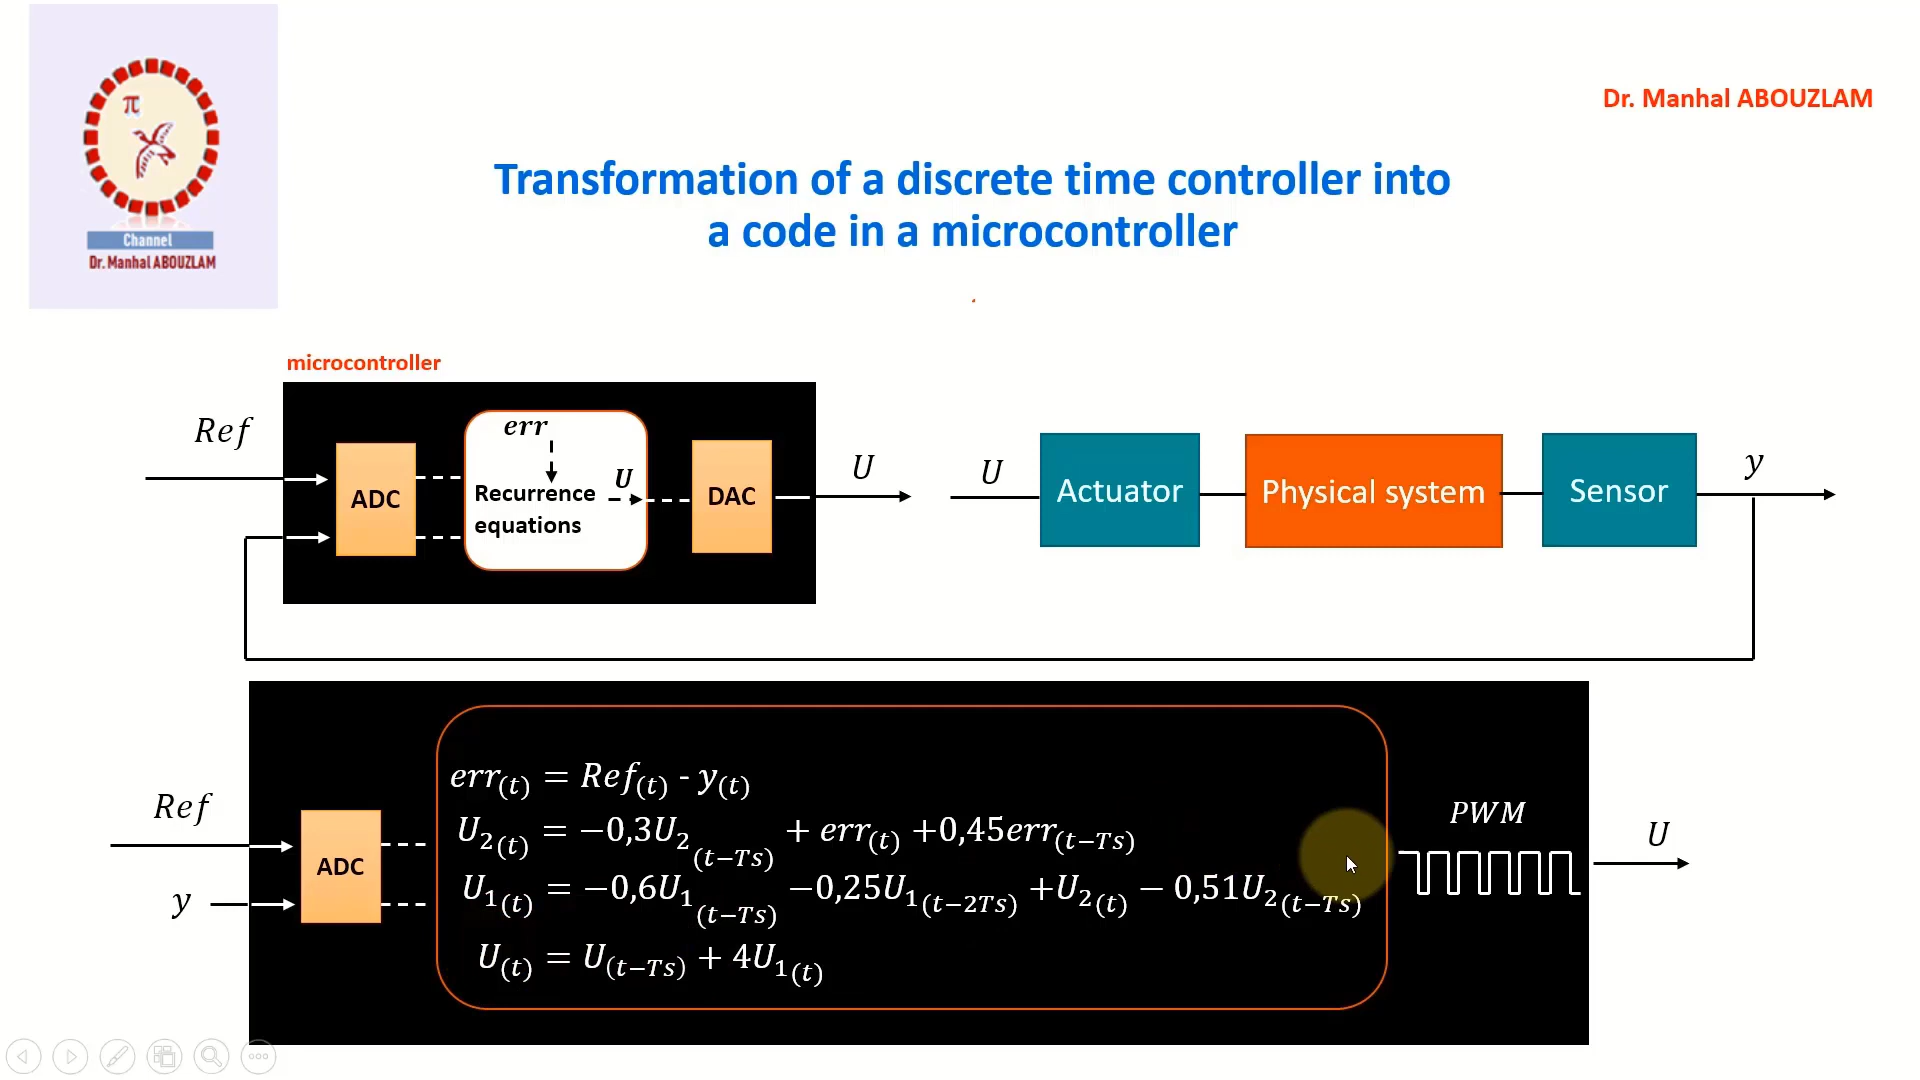 π
Channel
Dr. Manhal ABOUZLAM
Dr. Manhal ABOUZLAM
Transformation of a discrete time controller into
a code in a microcontroller
microcontroller
Ref
ADC
err
Recurrence
equations
U
DAC
U
U
Actuator
Physical system
Sensor
y
Ref
y
ADC
err(t) = Ref(t) - y(t)
U2(t) = −0,3U2(t−Ts) + err(t) +0,45err(t−Ts)
U1(t) = −0,6U1(t−Ts) −0,25U1(t−2Ts) +U2(t) − 0,51U2(t−Ts)
U(t) = U(t−Ts) + 4U1(t)
PWM
U